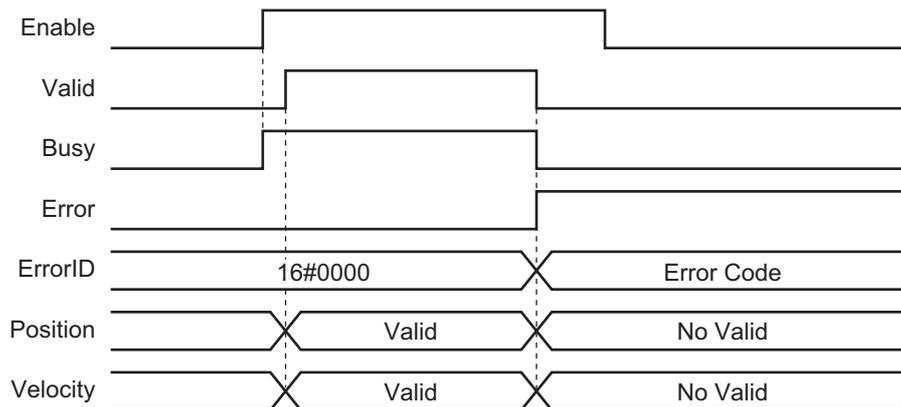 Enable
Valid
Busy
Error
ErrorID 16#0000 Error Code
Position Valid No Valid
Velocity Valid No Valid